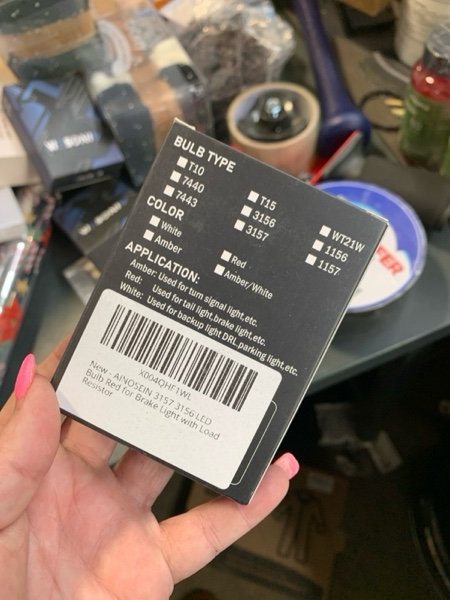 BULB TYPE
T10 T15 WT21W
7440 3156 1156
7443 3157 1157
COLOR
White Red
Amber Amber/White
APPLICATION:
Amber: Used for turn signal light,etc.
Red: Used for tail light,brake light,etc.
White: Used for backup light DRL,parking light,etc.
X004QHF1WL
New - AINOSEIN 3157 3156 LED
Bulb Red for Brake Light with Load
Resistor